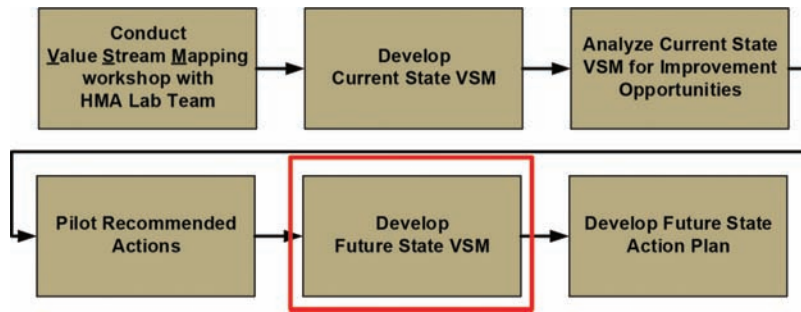 Conduct
Value Stream Mapping
workshop with
HMA Lab Team
Develop
Current State VSM
Analyze Current State
VSM for Improvement
Opportunities
Pilot Recommended
Actions
Develop
Future State VSM
Develop Future State
Action Plan